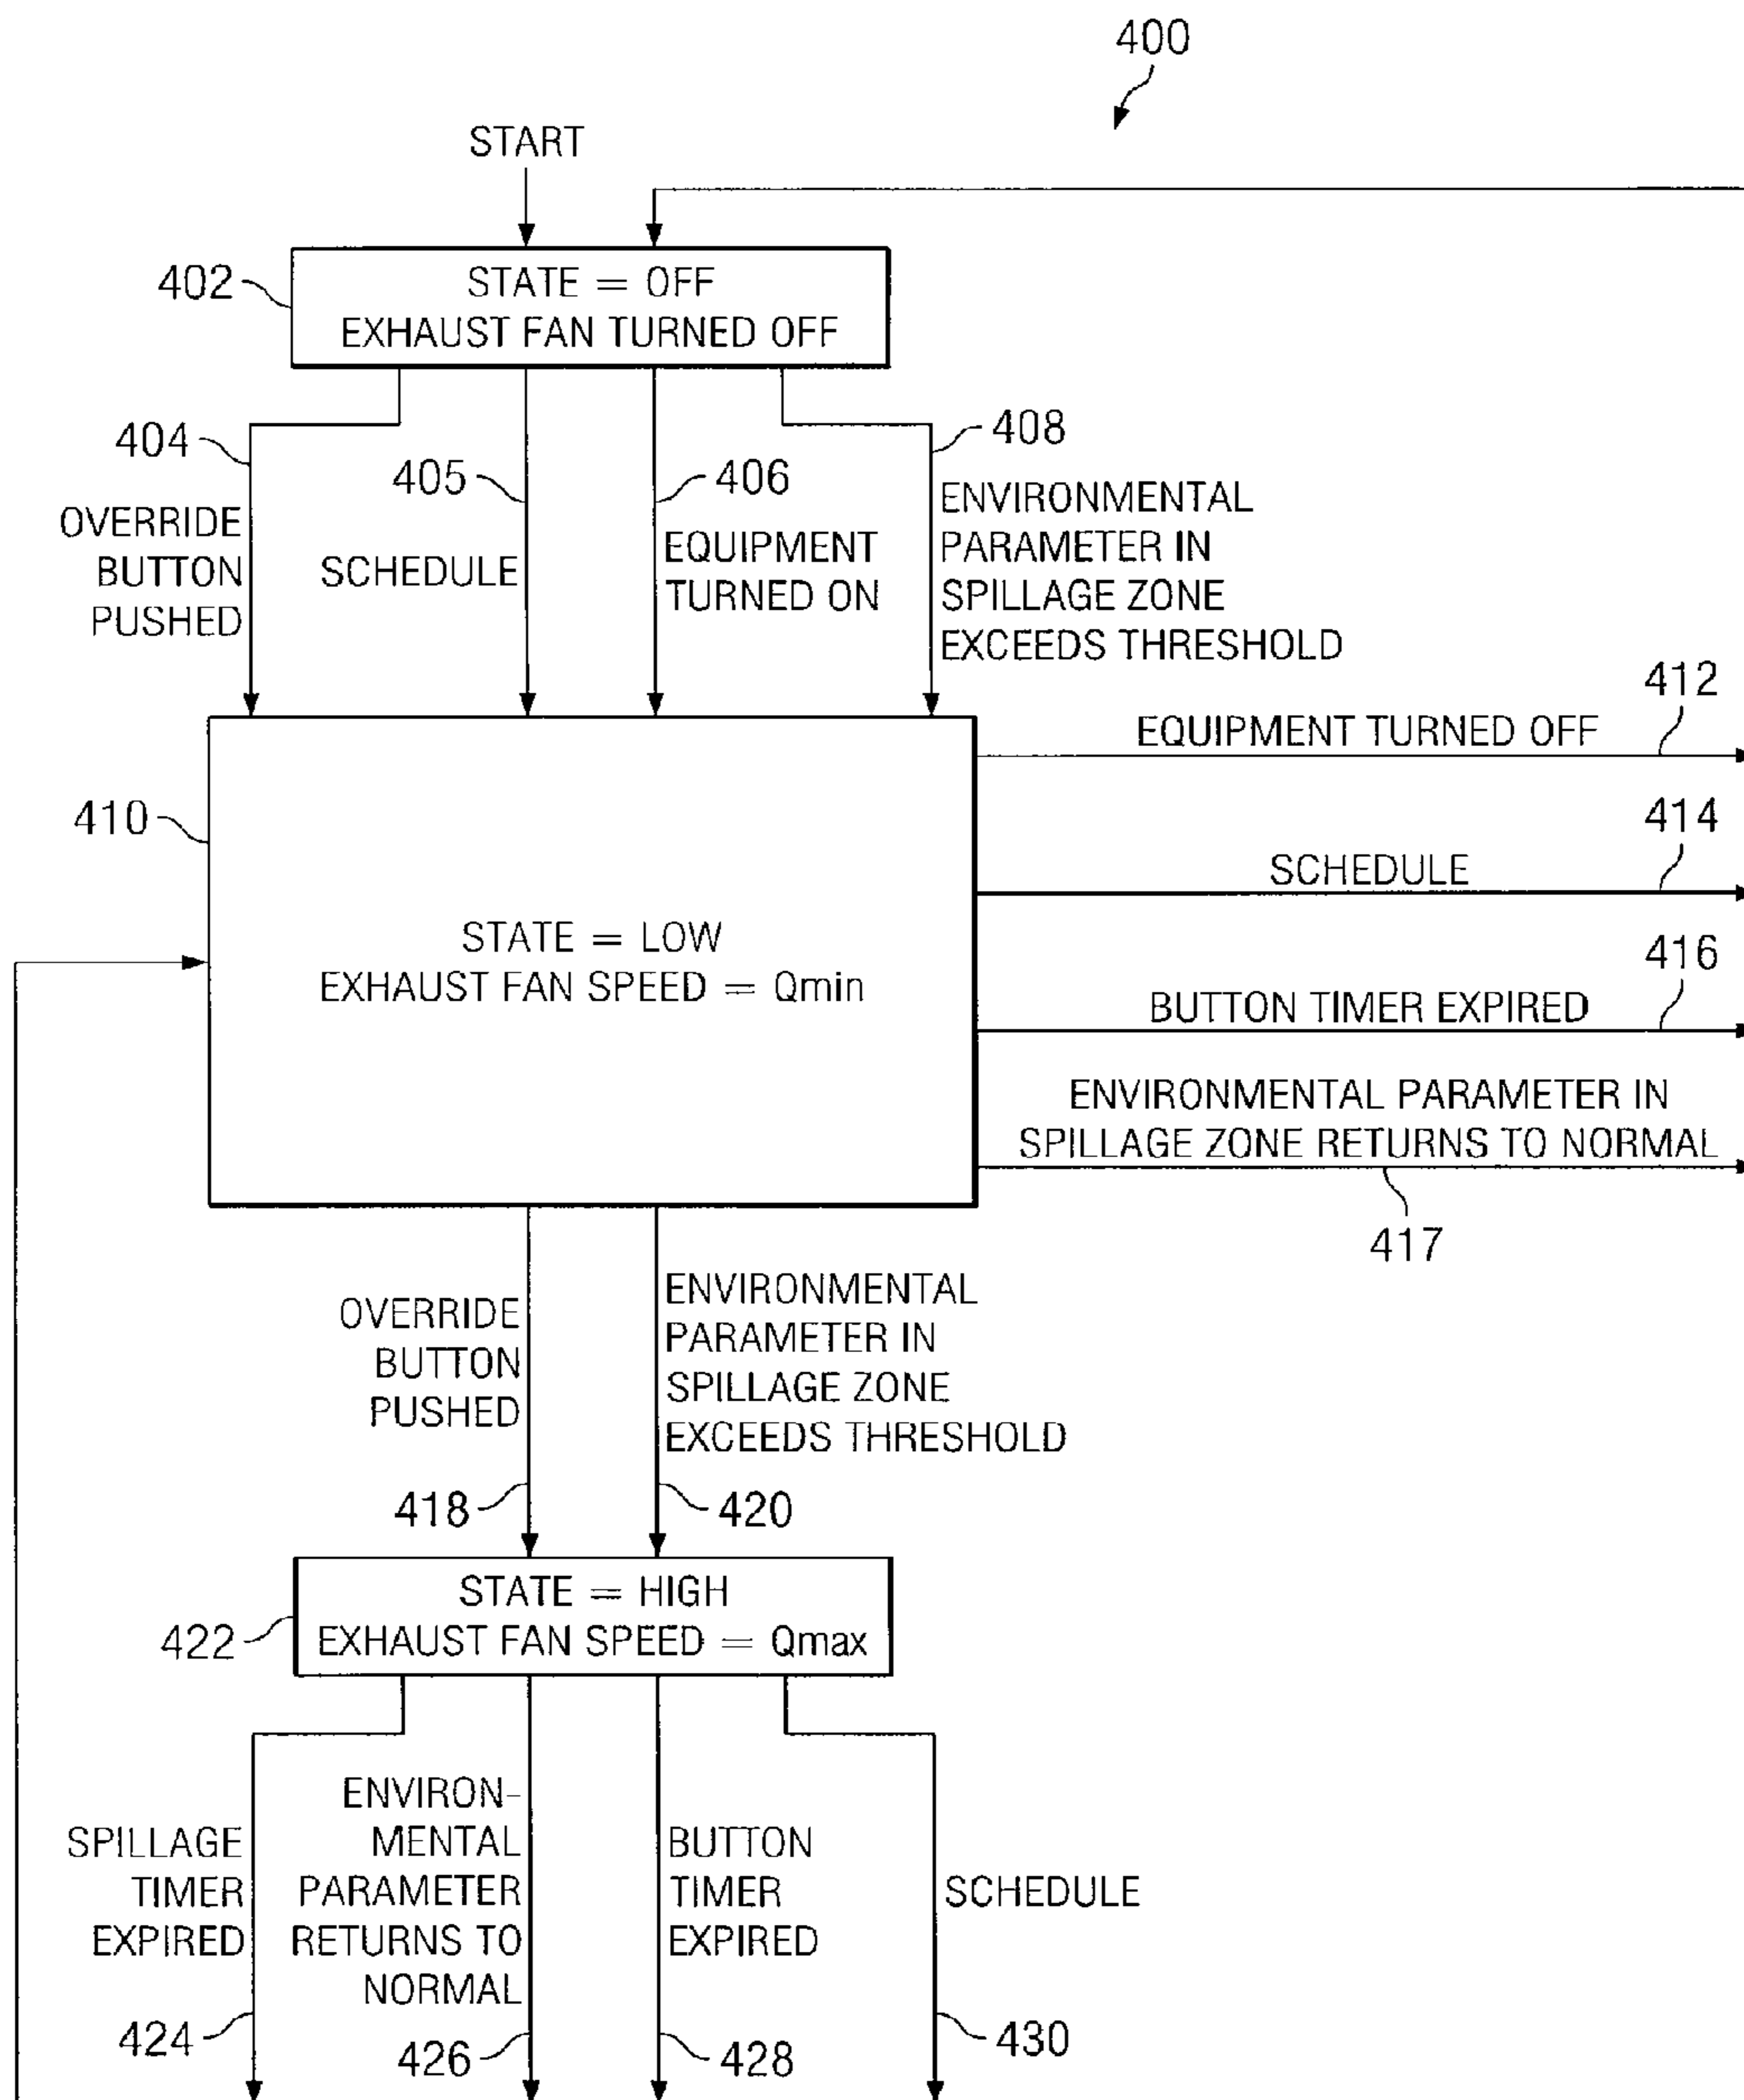 400
START
402
STATE = OFF
EXHAUST FAN TURNED OFF
404
405
406
408
OVERRIDE
BUTTON
PUSHED
SCHEDULE
EQUIPMENT
TURNED ON
ENVIRONMENTAL
PARAMETER IN
SPILLAGE ZONE
EXCEEDS THRESHOLD
410
STATE = LOW
EXHAUST FAN SPEED = Qmin
412
EQUIPMENT TURNED OFF
414
SCHEDULE
416
BUTTON TIMER EXPIRED
ENVIRONMENTAL PARAMETER IN
SPILLAGE ZONE RETURNS TO NORMAL
417
OVERRIDE
BUTTON
PUSHED
418
ENVIRONMENTAL
PARAMETER IN
SPILLAGE ZONE
EXCEEDS THRESHOLD
420
422
STATE = HIGH
EXHAUST FAN SPEED = Qmax
SPILLAGE
TIMER
EXPIRED
424
ENVIRON-
MENTAL
PARAMETER
RETURNS TO
NORMAL
426
BUTTON
TIMER
EXPIRED
428
SCHEDULE
430